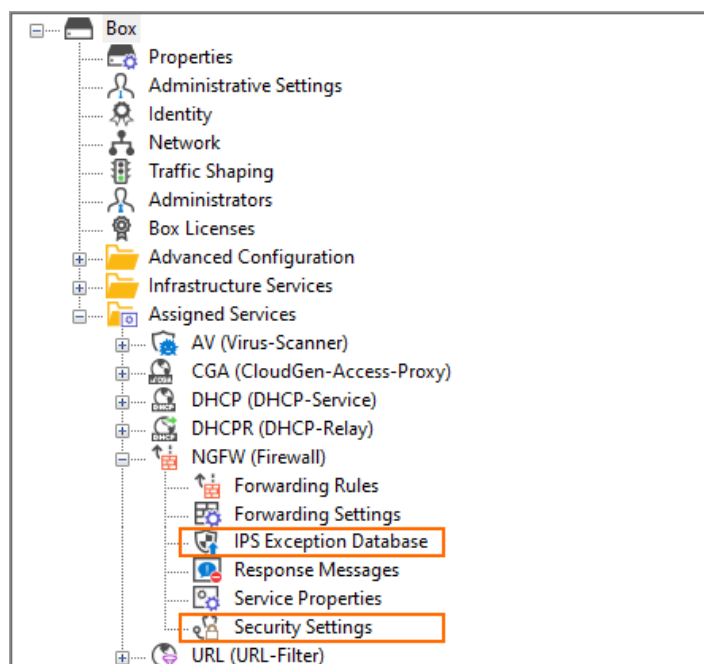 Box
Properties
Administrative Settings
Identity
Network
Traffic Shaping
Administrators
Box Licenses
Advanced Configuration
Infrastructure Services
Assigned Services
AV (Virus-Scanner)
CGA (CloudGen-Access-Proxy)
DHCP (DHCP-Service)
DHCPR (DHCP-Relay)
NGFW (Firewall)
Forwarding Rules
Forwarding Settings
IPS Exception Database
Response Messages
Service Properties
Security Settings
URL (URL-Filter)